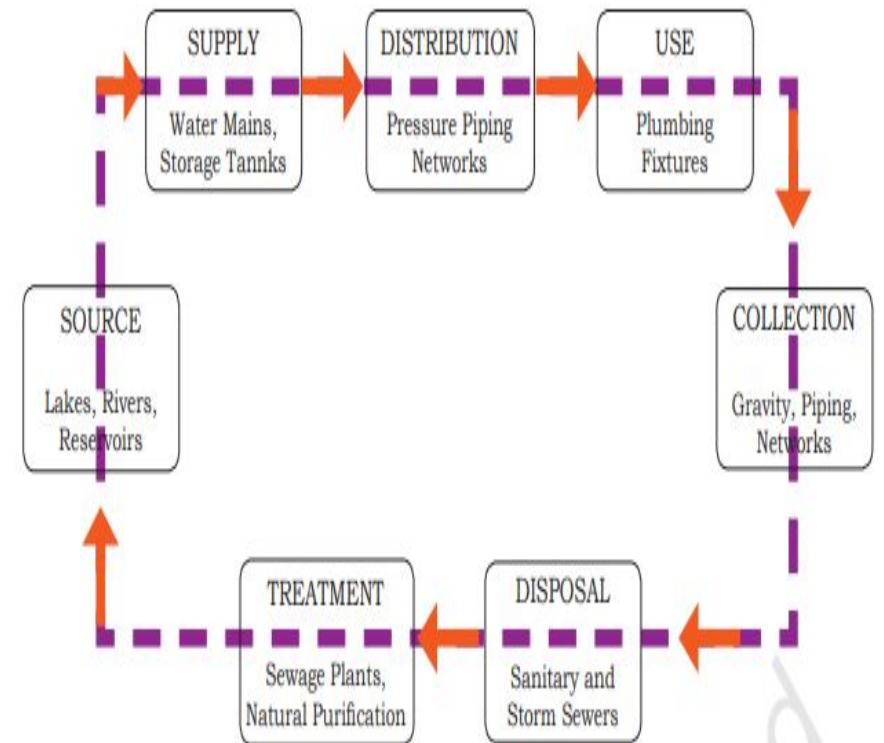 SUPPLY
Water Mains,
Storage Tannks
DISTRIBUTION
Pressure Piping
Networks
USE
Plumbing
Fixtures
SOURCE
Lakes, Rivers,
Reservoirs
COLLECTION
Gravity, Piping,
Networks
TREATMENT
Sewage Plants,
Natural Purification
DISPOSAL
Sanitary and
Storm Sewers